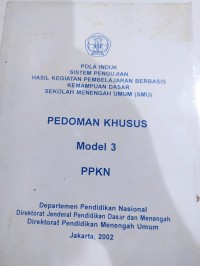 POLA INDUK
SISTEM PENGUJIAN
HASIL KEGIATAN PEMBELAJARAN BERBASIS
KEMAMPUAN DASAR
SEKOLAH MENENGAH UMUM (SMU)
PEDOMAN KHUSUS
Model 3
PPKN
Departemen Pendidikan Nasional
Direktorat Jenderal Pendidikan Dasar dan Menengah
Direktorat Pendidikan Menengah Umum
Jakarta, 2002